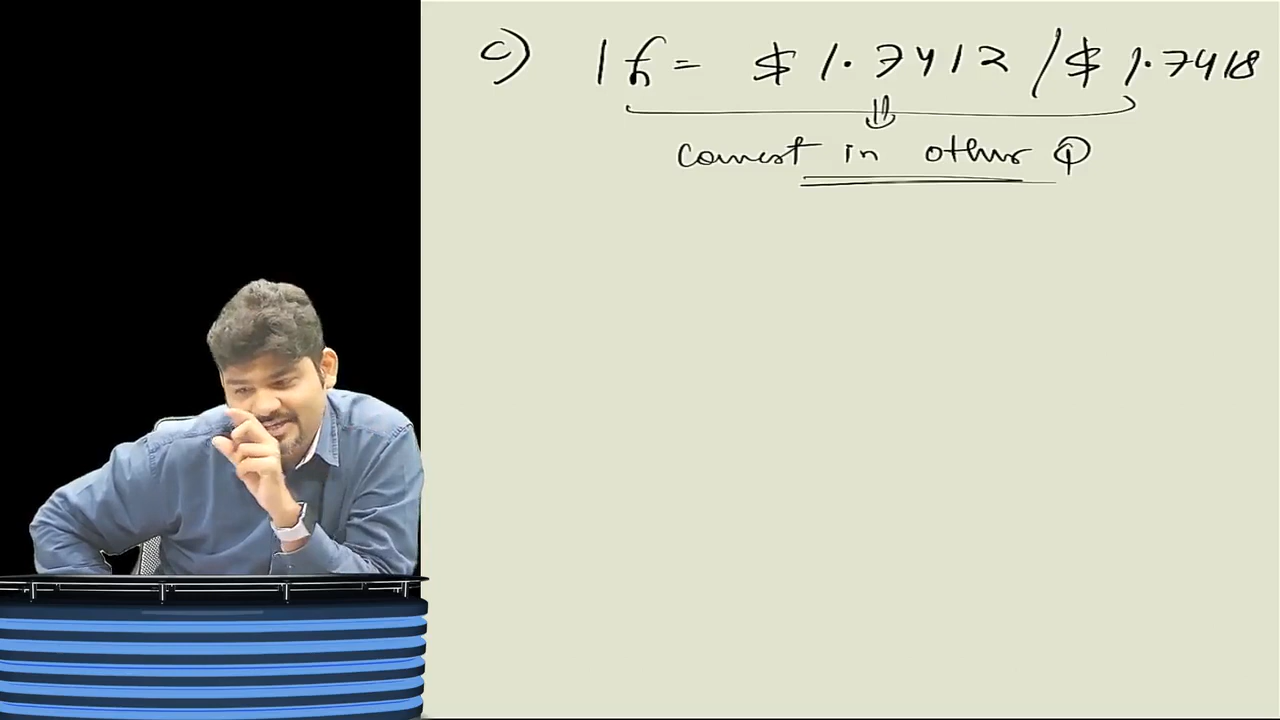 c) 1 £ = $ 1.7412 / $ 1.7418
convert in other Q